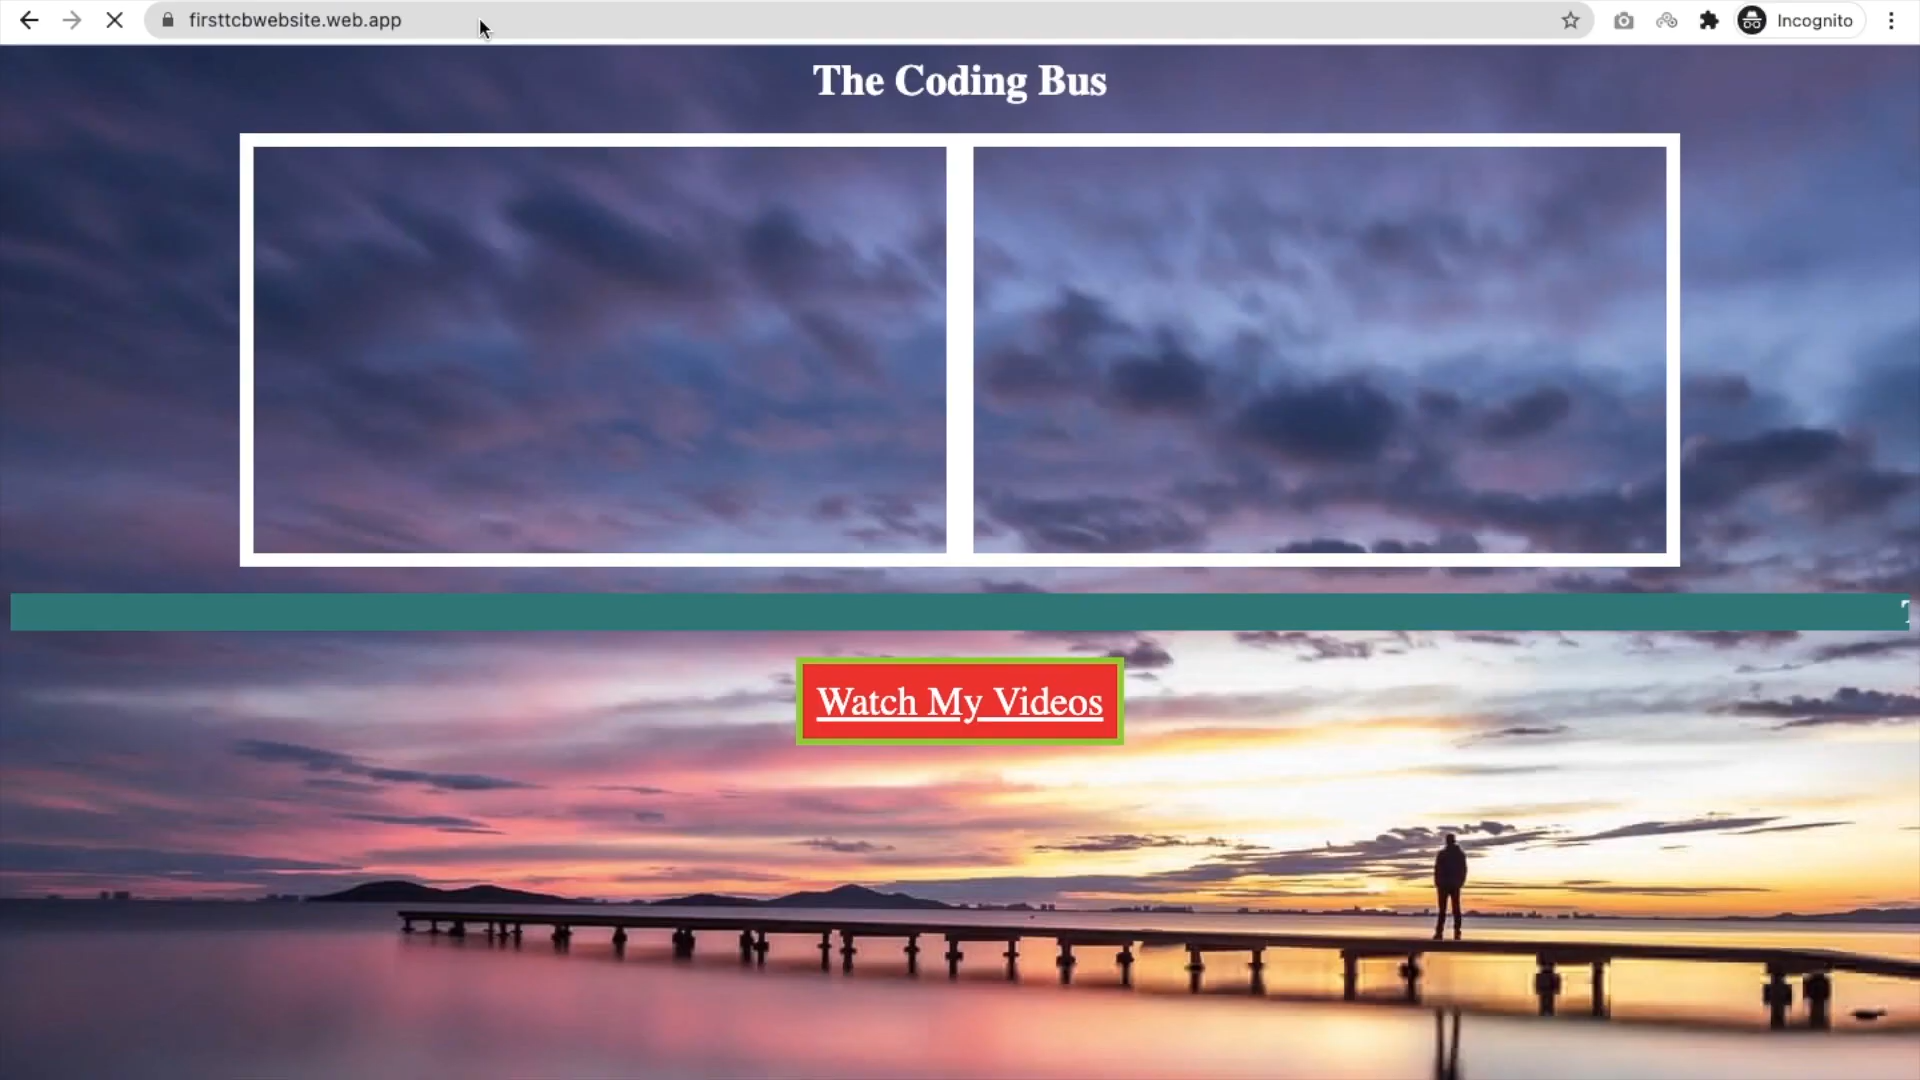 firsttcbwebsite.web.app
Incognito
The Coding Bus
Watch My Videos